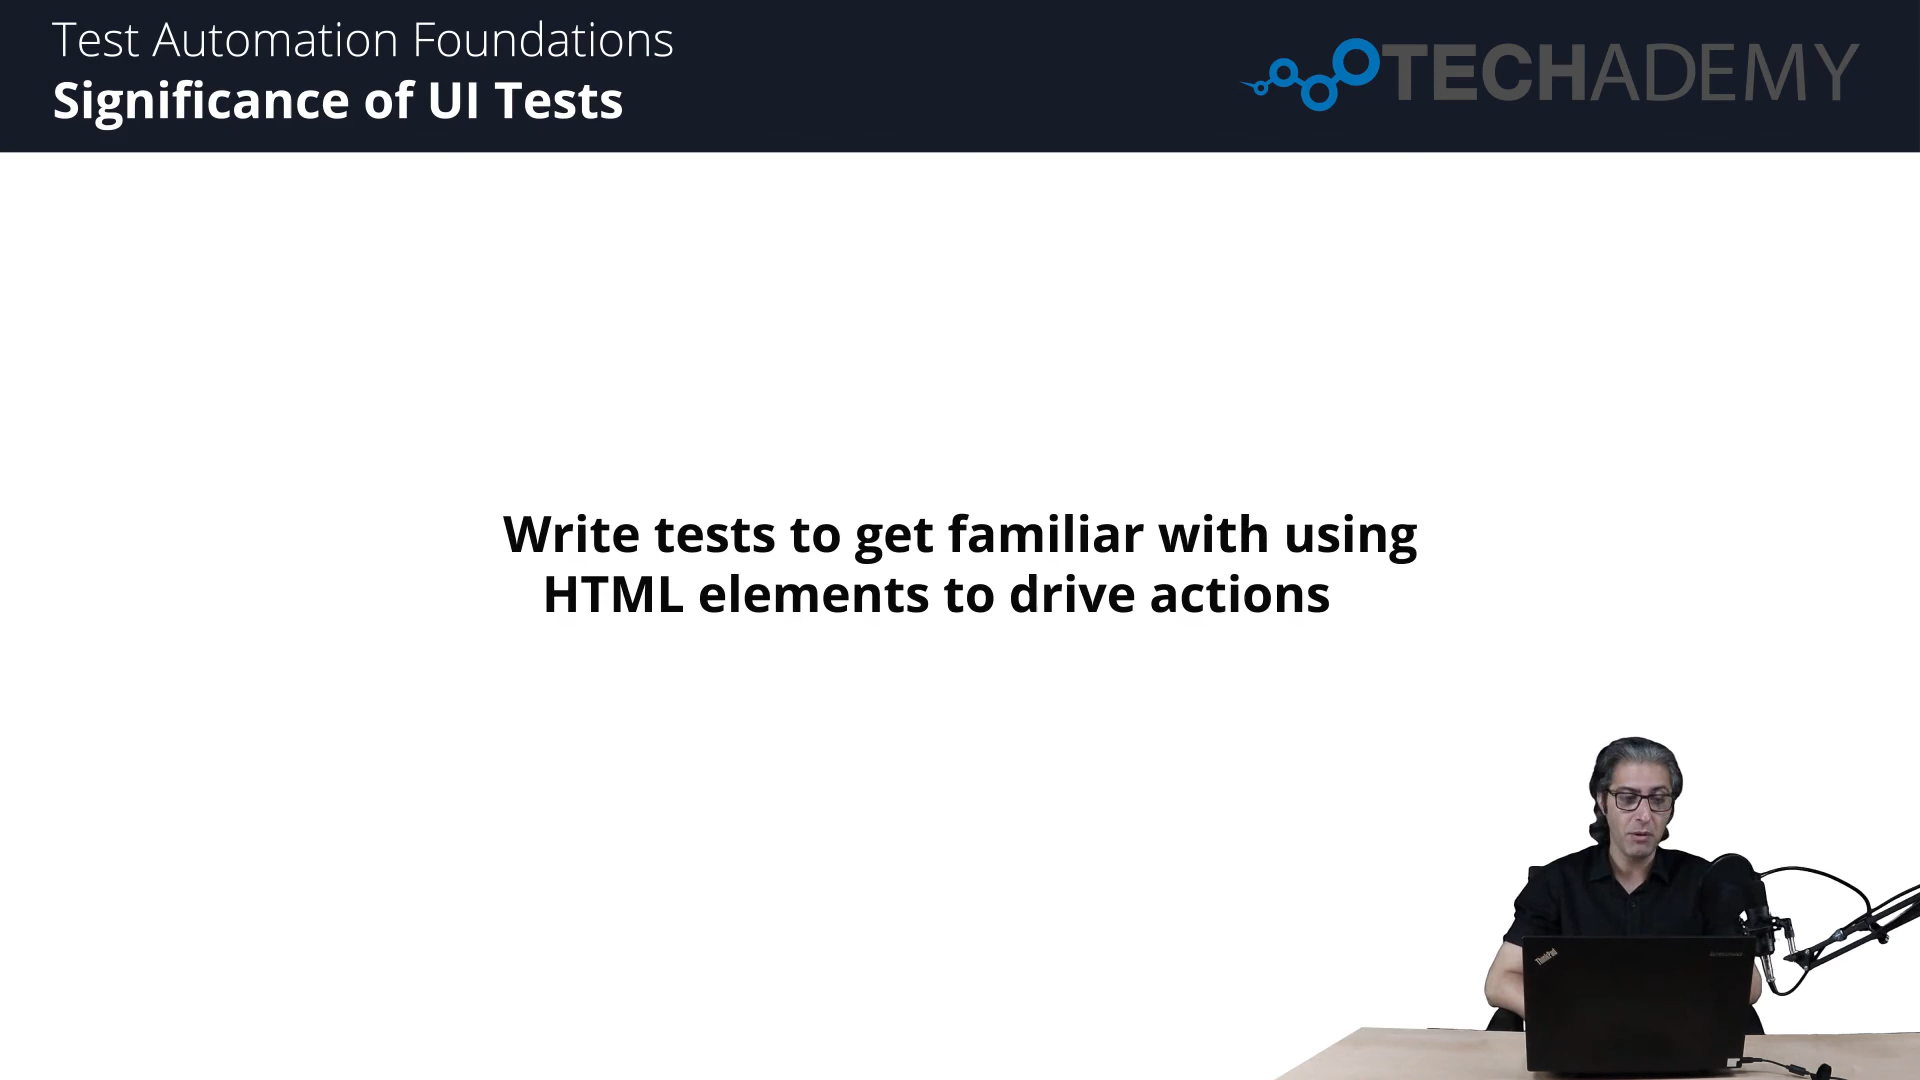 Test Automation Foundations
Significance of UI Tests
TECHADEMY
Write tests to get familiar with using
HTML elements to drive actions
ThinkPad